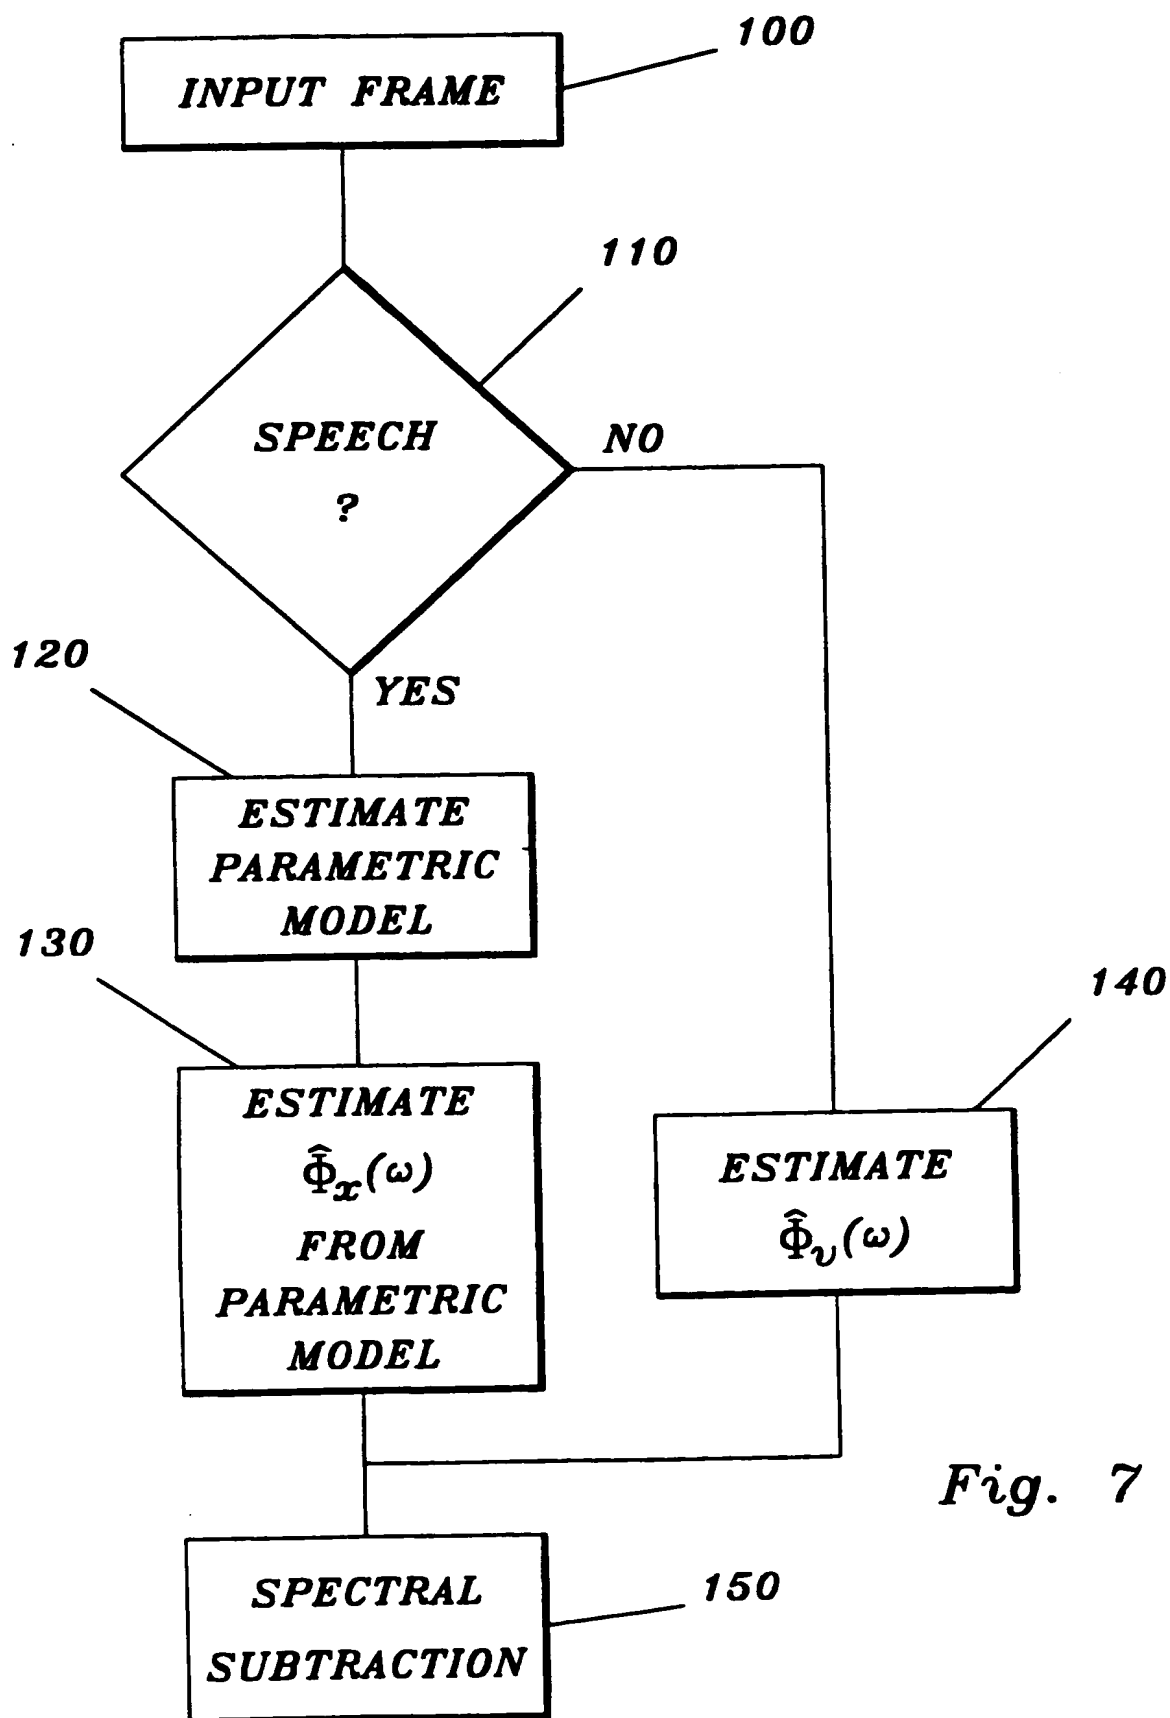 100
INPUT FRAME
110
SPEECH
?
NO
YES
120
ESTIMATE
PARAMETRIC
MODEL
130
ESTIMATE
Φ̂x(ω)
FROM
PARAMETRIC
MODEL
140
ESTIMATE
Φ̂v(ω)
Fig. 7
150
SPECTRAL
SUBTRACTION